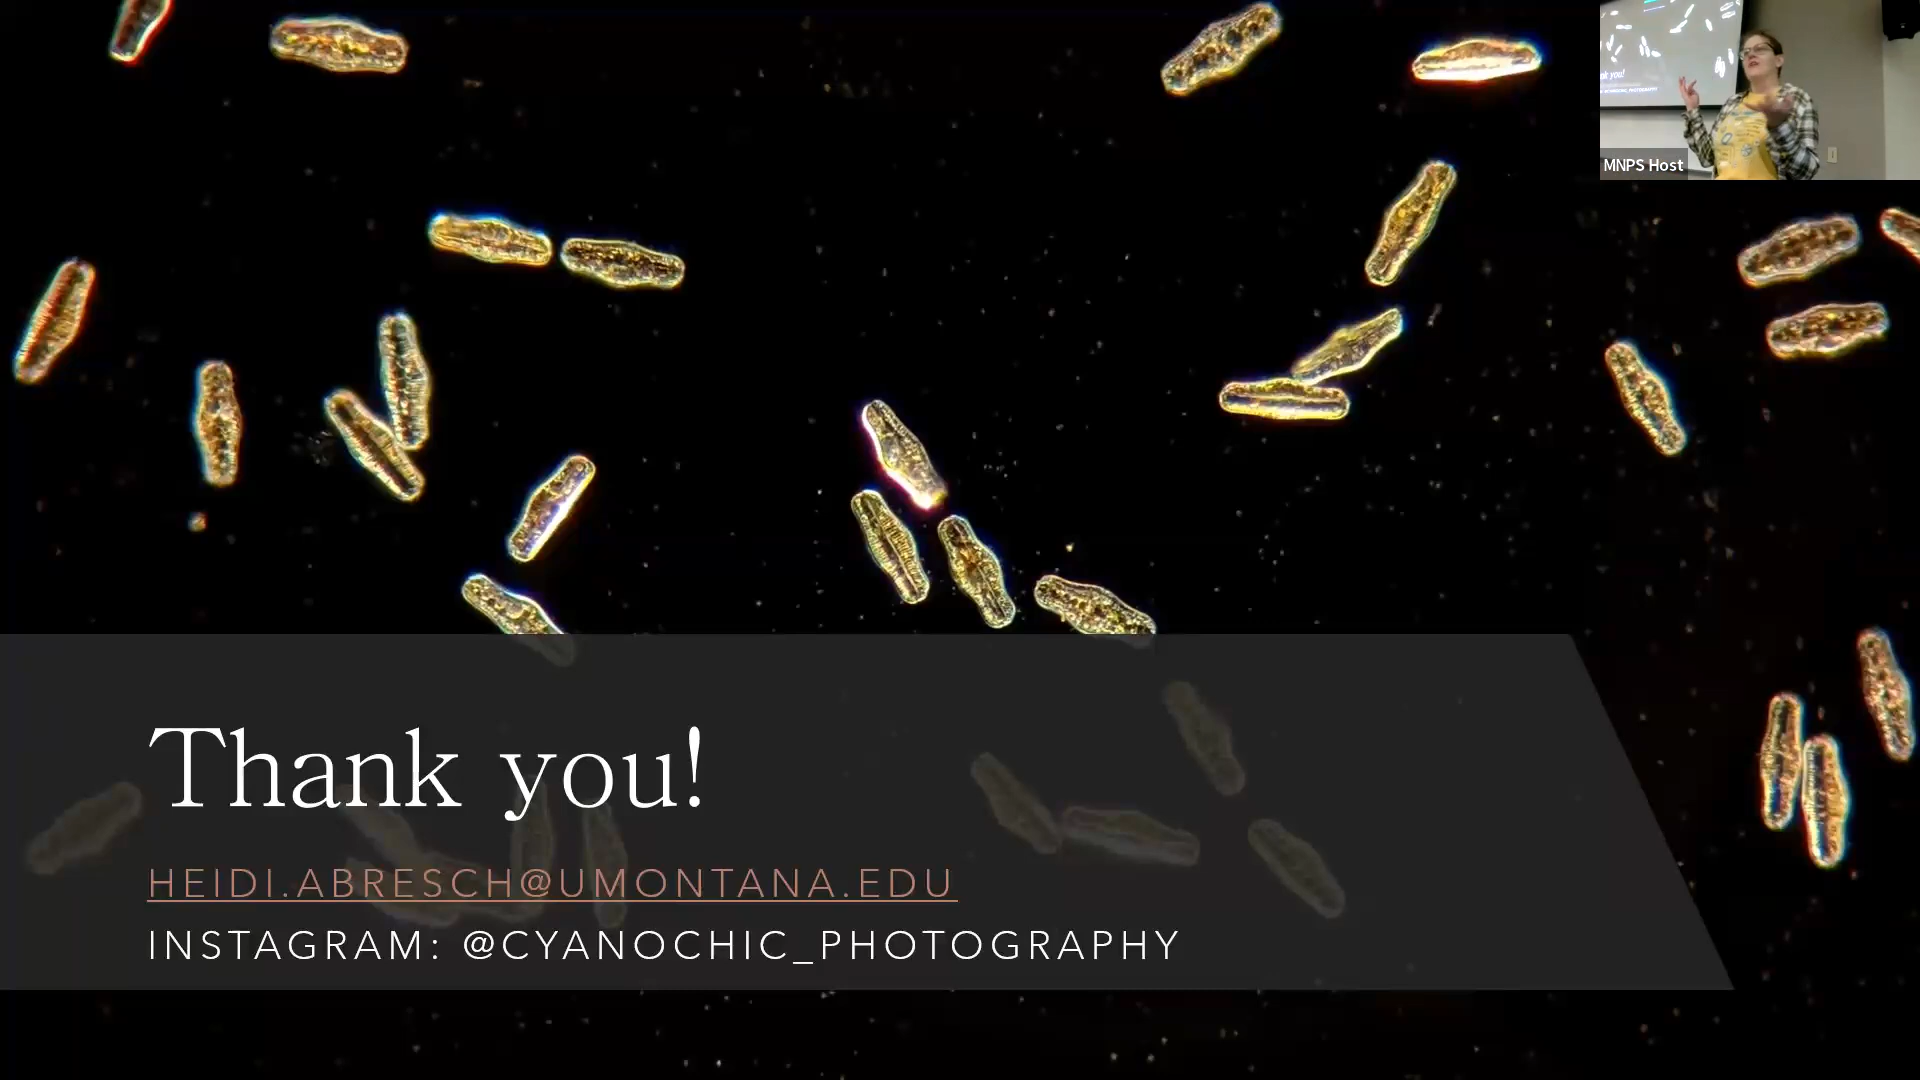 MNPS Host
Thank you!
HEIDI.ABRESCH@UMONTANA.EDU
INSTAGRAM: @CYANOCHIC_PHOTOGRAPHY